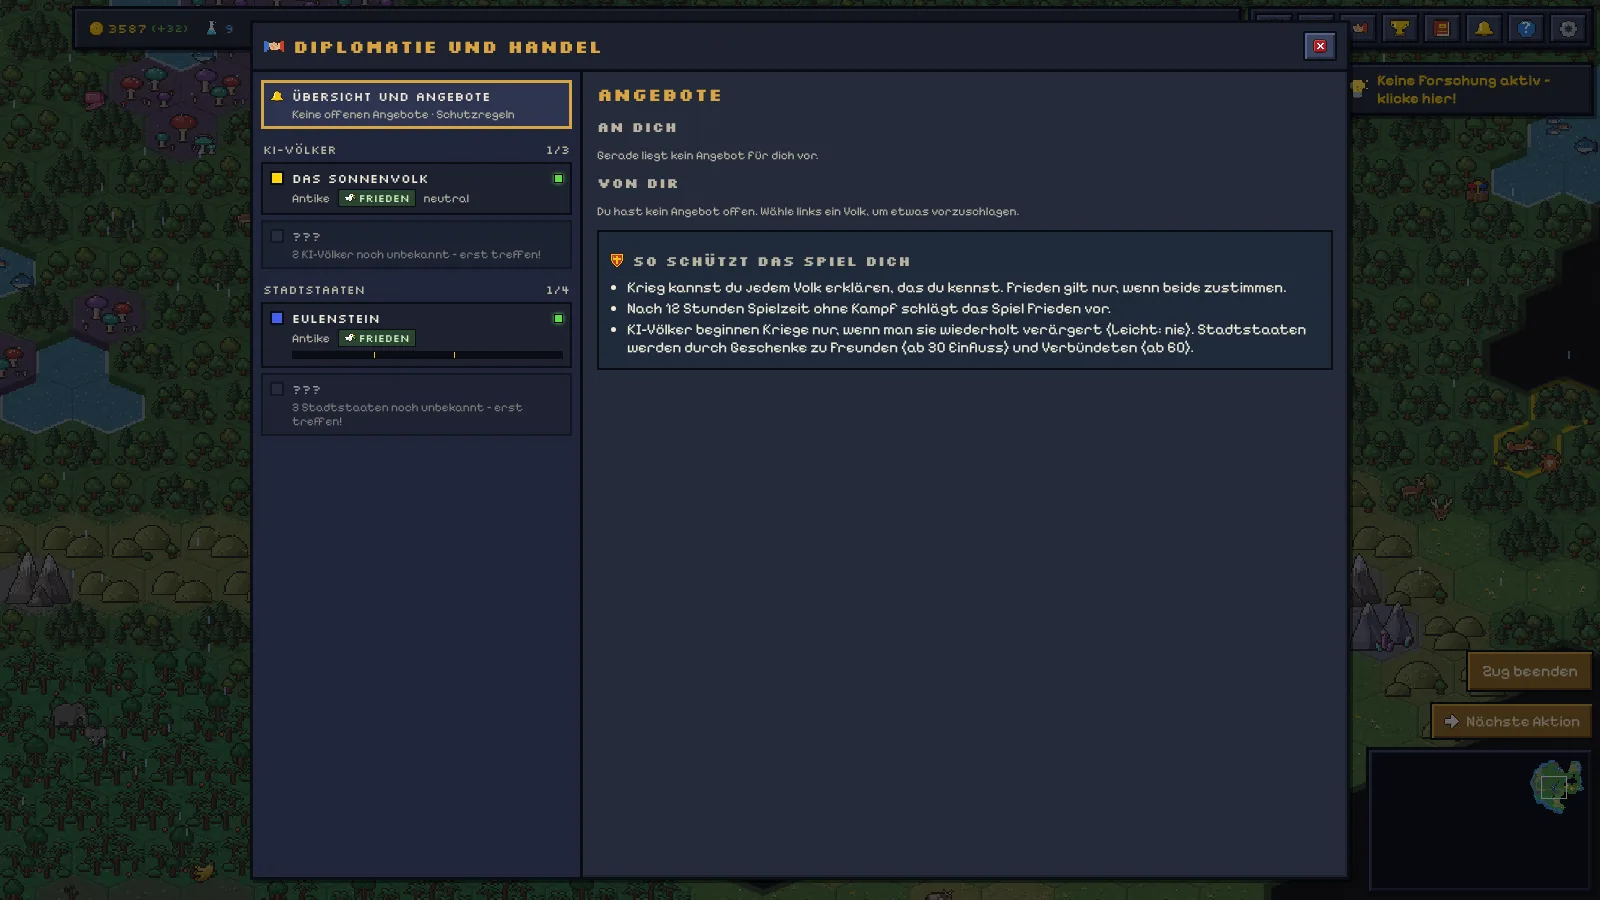 3587 (+32) 9
DIPLOMATIE UND HANDEL
Keine Forschung aktiv -
klicke hier!
ÜBERSICHT UND ANGEBOTE
Keine offenen Angebote · Schutzregeln
KI-VÖLKER 1/3
DAS SONNENVOLK
Antike FRIEDEN neutral
???
2 KI-Völker noch unbekannt - erst treffen!
STADTSTAATEN 1/4
EULENSTEIN
Antike FRIEDEN
???
3 Stadtstaaten noch unbekannt - erst
treffen!
ANGEBOTE
AN DICH
Gerade liegt kein Angebot für dich vor.
VON DIR
Du hast kein Angebot offen. Wähle links ein Volk, um etwas vorzuschlagen.
SO SCHÜTZT DAS SPIEL DICH
• Krieg kannst du jedem Volk erklären, das du kennst. Frieden gilt nur, wenn beide zustimmen.
• Nach 12 Stunden Spielzeit ohne Kampf schlägt das Spiel Frieden vor.
• KI-Völker beginnen Kriege nur, wenn man sie wiederholt verärgert (Leicht: nie). Stadtstaaten
werden durch Geschenke zu Freunden (ab 30 Einfluss) und Verbündeten (ab 60).
Zug beenden
Nächste Aktion